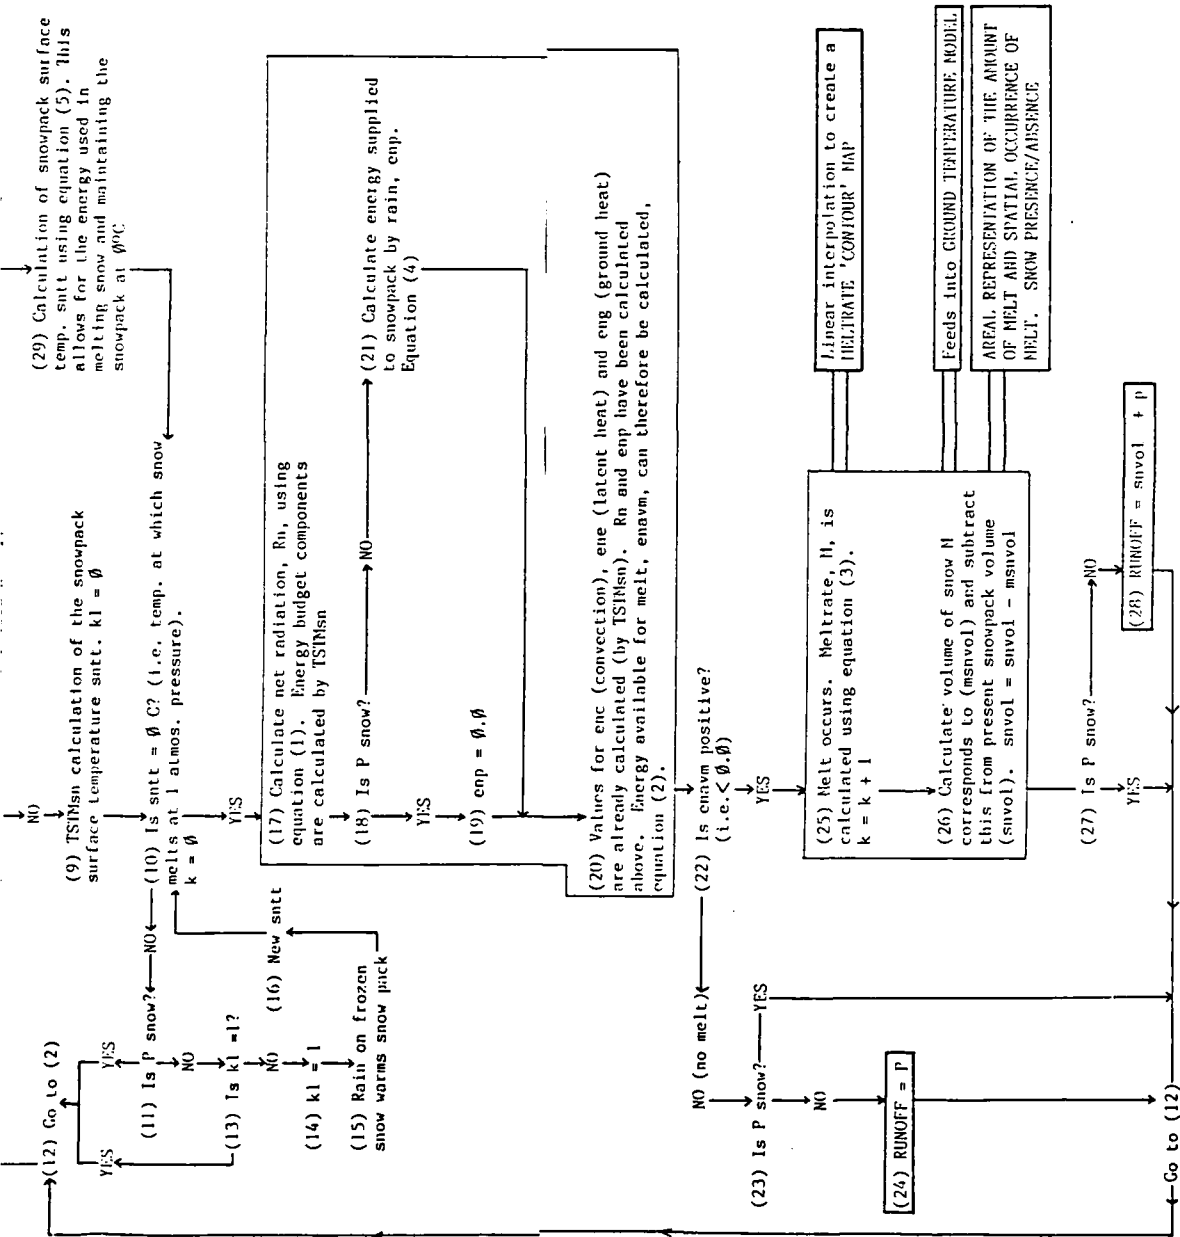 NO
(9) TSTMsn calculation of the snowpack
surface temperature sntt. kl = Ø
(29) Calculation of snowpack surface
temp. sntt using equation (5). This
allows for the energy used in
melting snow and maintaining the
snowpack at ØºC
(12) Go to (2)
YES
YES
(11) Is P snow?
NO
(10) Is sntt = Ø C? (i.e. temp. at which snow
melts at 1 atmos. pressure).
k = Ø
NO
(13) Is kl =1?
NO
(14) kl = 1
(15) Rain on frozen
snow warms snow pack
(16) New sntt
YES
(17) Calculate net radiation, Rn, using
equation (1). Energy budget components
are calculated by TSTMsn
(18) Is P snow?
NO
(21) Calculate energy supplied
to snowpack by rain, enp.
Equation (4)
YES
(19) enp = Ø.Ø
(20) Values for enc (convection), ene (latent heat) and eng (ground heat)
are already calculated (by TSTMsn). Rn and enp have been calculated
above. Energy available for melt, enavm, can therefore be calculated,
equation (2).
NO (no melt)
(22) Is enavm positive?
(i.e.< Ø.Ø)
YES
(23) Is P snow?
YES
NO
(24) RUNOFF = P
(25) Melt occurs. Meltrate, M, is
calculated using equation (3).
k = k + 1
(26) Calculate volume of snow M
corresponds to (msnvol) and subtract
this from present snowpack volume
(snvol). snvol = snvol - msnvol
Linear interpolation to create a
MELTRATE 'CONTOUR' MAP
Feeds into GROUND TEMPERATURE MODEL
AREAL REPRESENTATION OF THE AMOUNT
OF MELT AND SPATIAL OCCURRENCE OF
MELT. SNOW PRESENCE/ABSENCE
(27) Is P snow?
NO
YES
(28) RUNOFF = snvol + p
Go to (12)